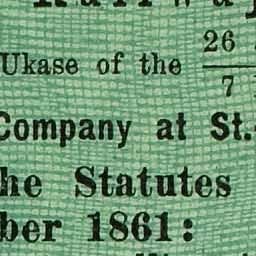 Ukase of the 26/7
Company at St.-
he Statutes
ber 1861: